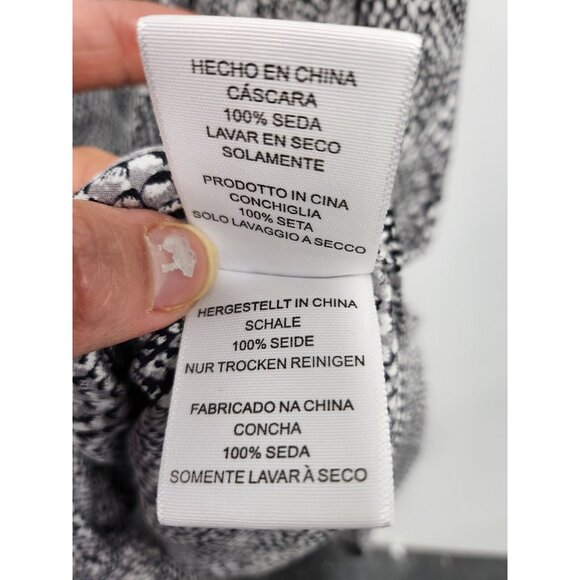 HECHO EN CHINA
CÁSCARA
100% SEDA
LAVAR EN SECO
SOLAMENTE
PRODOTTO IN CINA
CONCHIGLIA
100% SETA
SOLO LAVAGGIO A SECCO
HERGESTELLT IN CHINA
SCHALE
100% SEIDE
NUR TROCKEN REINIGEN
FABRICADO NA CHINA
CONCHA
100% SEDA
SOMENTE LAVAR À SECO